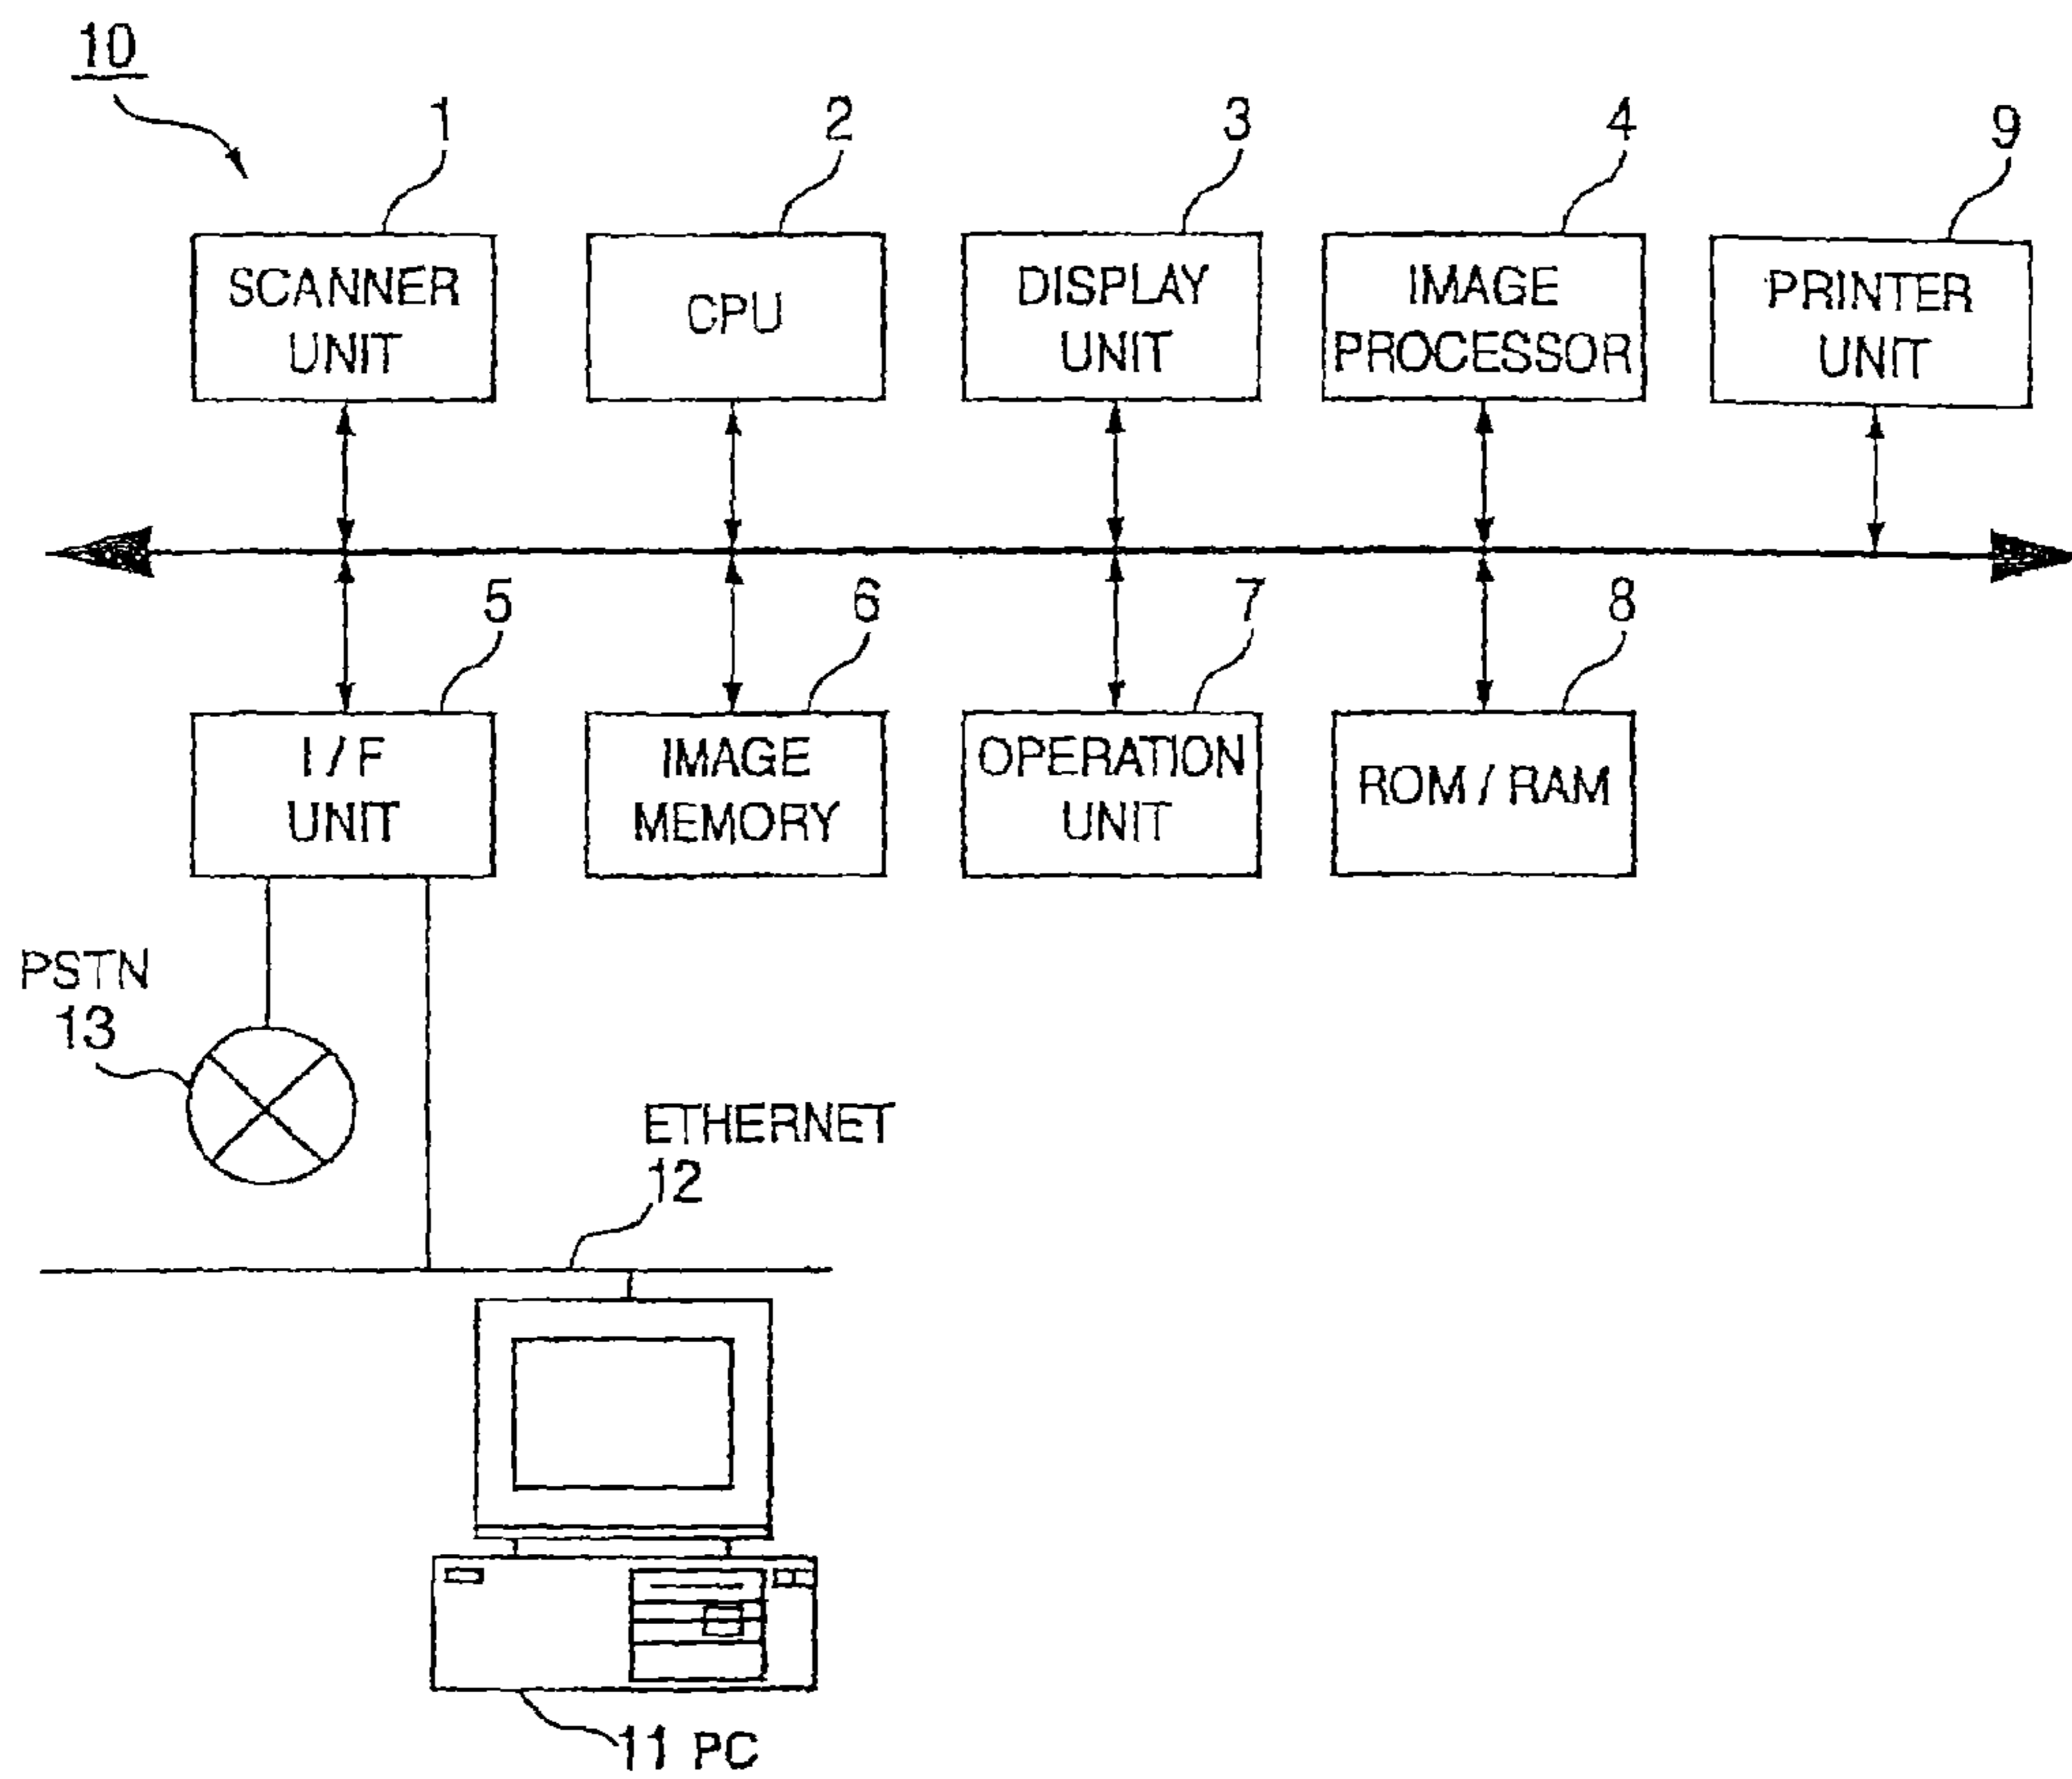 10
1
2
3
4
9
SCANNER
UNIT
CPU
DISPLAY
UNIT
IMAGE
PROCESSOR
PRINTER
UNIT
5
6
7
8
I / F
UNIT
IMAGE
MEMORY
OPERATION
UNIT
ROM / RAM
PSTN
13
ETHERNET
12
11 PC